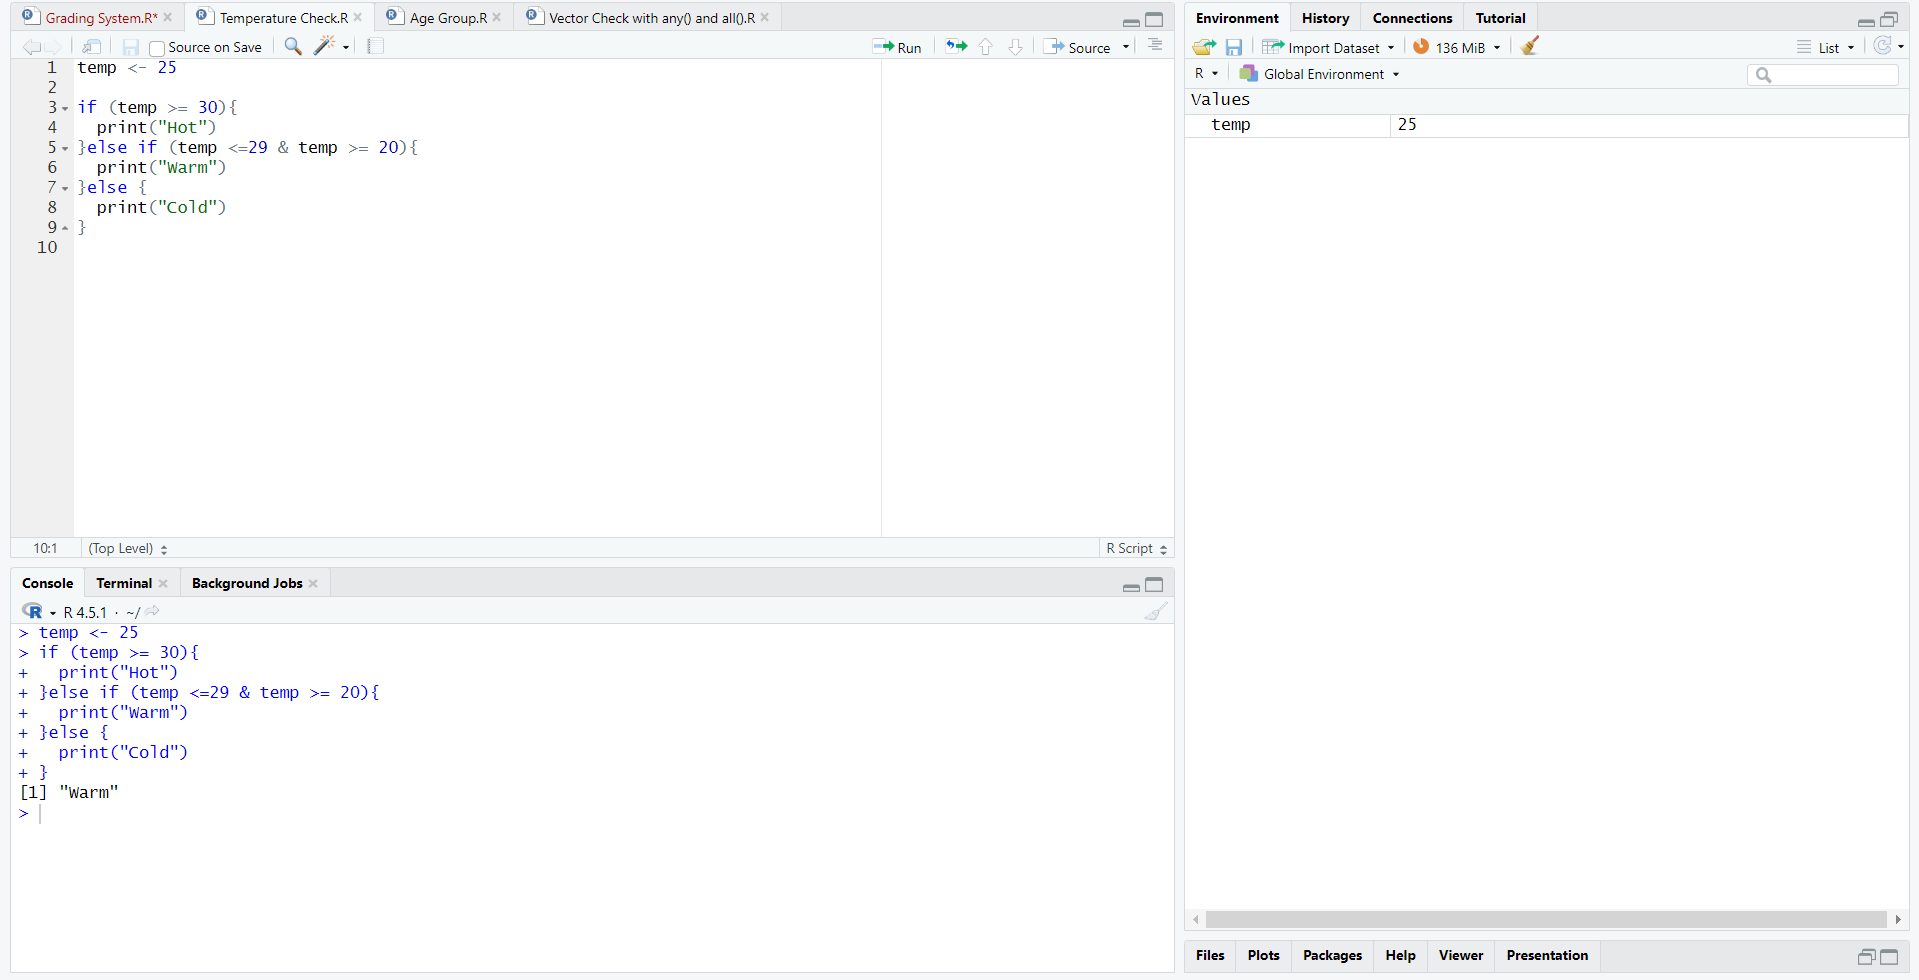 Grading System.R* Temperature Check.R Age Group.R Vector Check with any() and all().R
Source on Save Run Source
1 temp <- 25
2
3 if (temp >= 30){
4   print("Hot")
5 }else if (temp <=29 & temp >= 20){
6   print("Warm")
7 }else {
8   print("Cold")
9 }
10
10:1 (Top Level) R Script
Console Terminal Background Jobs
R R 4.5.1 · ~/
> temp <- 25
> if (temp >= 30){
+   print("Hot")
+ }else if (temp <=29 & temp >= 20){
+   print("Warm")
+ }else {
+   print("Cold")
+ }
[1] "Warm"
>
Environment History Connections Tutorial
Import Dataset 136 MiB List
R Global Environment
Values
temp 25
Files Plots Packages Help Viewer Presentation